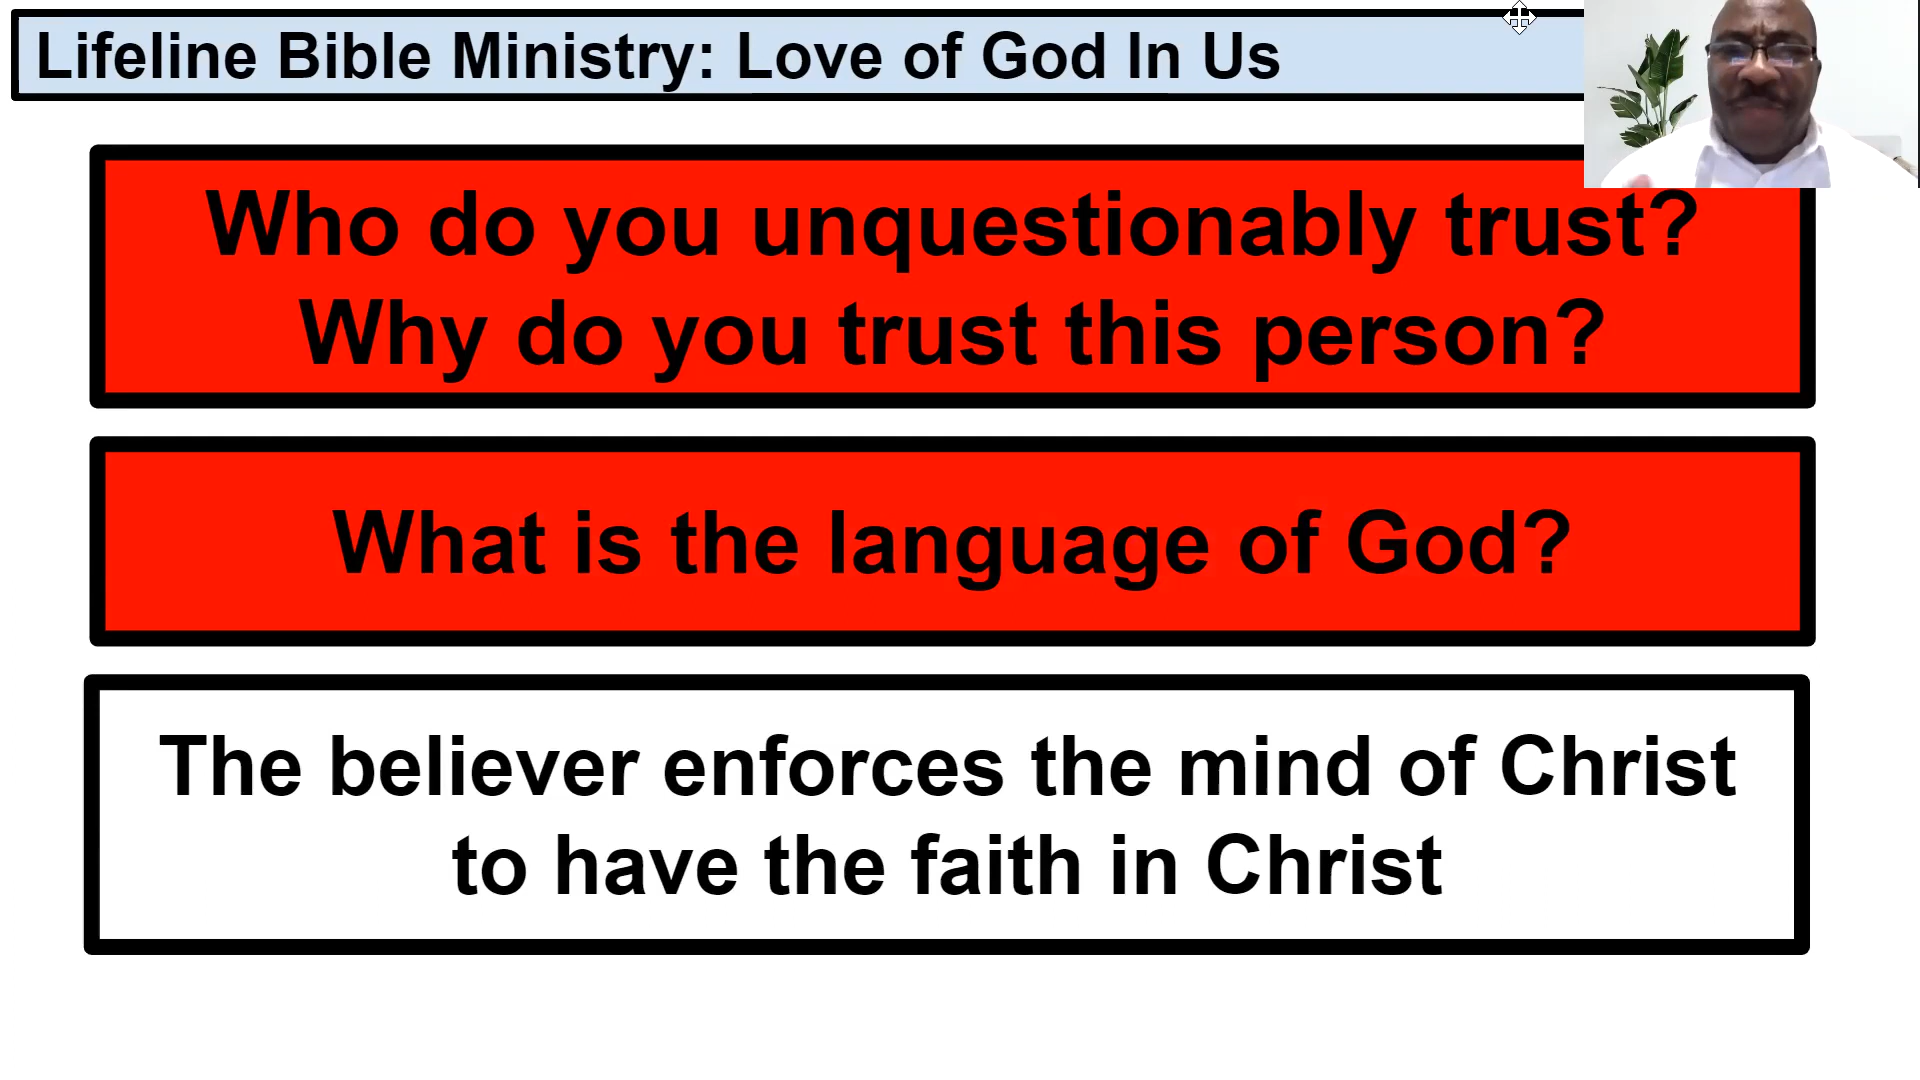 Lifeline Bible Ministry: Love of God In Us
Who do you unquestionably trust?
Why do you trust this person?
What is the language of God?
The believer enforces the mind of Christ
to have the faith in Christ